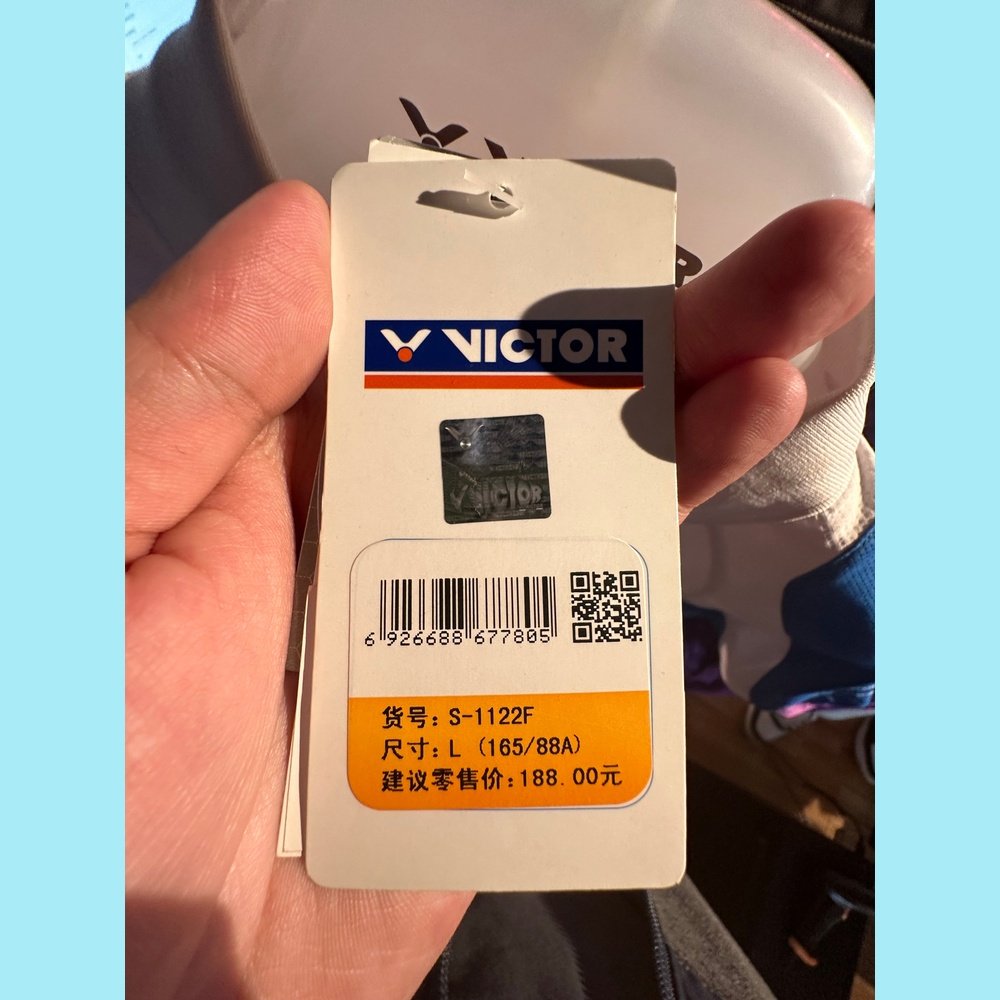 VICTOR
VICTOR
6 926688 677805
货号：S-1122F
尺寸：L (165/88A)
建议零售价：188.00元